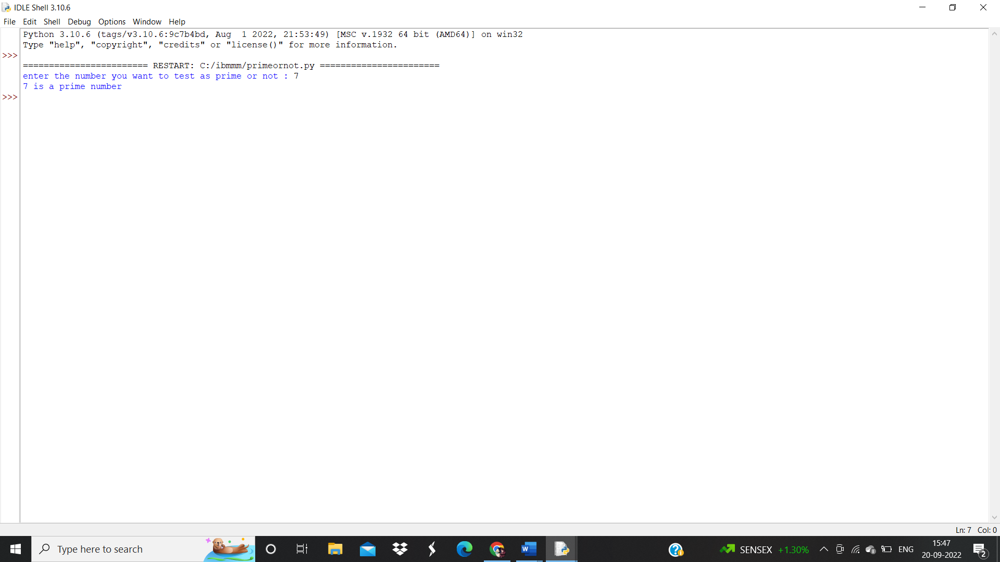 IDLE Shell 3.10.6
File Edit Shell Debug Options Window Help
Python 3.10.6 (tags/v3.10.6:9c7b4bd, Aug  1 2022, 21:53:49) [MSC v.1932 64 bit (AMD64)] on win32
Type "help", "copyright", "credits" or "license()" for more information.
>>>
======================== RESTART: C:/ibmmm/primeornot.py =======================
enter the number you want to test as prime or not : 7
7 is a prime number
>>>
Ln: 7 Col: 0
Type here to search
W
SENSEX +1.30%
ENG
15:47
20-09-2022
2